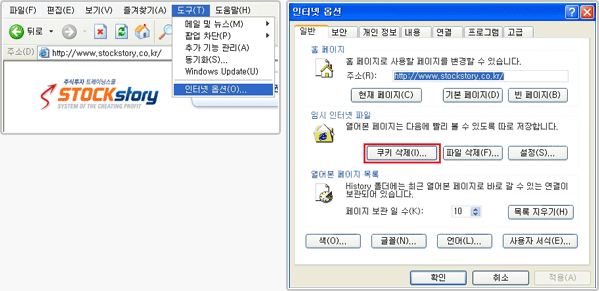 파일(F) 편집(E) 보기(V) 즐겨찾기(A) 도구(T) 도움말(H)
뒤로
메일 및 뉴스(M)
팝업 차단(P)
추가 기능 관리(A)
동기화(S)...
Windows Update(U)
인터넷 옵션(O)...
주소(D) http://www.stockstory.co.kr/
주식투자 트레이닝스쿨
STOCKstory
SYSTEM OF THE CREATING PROFIT
인터넷 옵션
일반 보안 개인 정보 내용 연결 프로그램 고급
홈 페이지
홈 페이지로 사용할 페이지를 변경할 수 있습니다.
주소(R): http://www.stockstory.co.kr/
현재 페이지(C) 기본 페이지(D) 빈 페이지(B)
임시 인터넷 파일
열어본 페이지는 다음에 빨리 볼 수 있도록 따로 저장합니다.
쿠키 삭제(I)... 파일 삭제(F)... 설정(S)...
열어본 페이지 목록
History 폴더에는 최근 열어본 페이지로 바로 갈 수 있는 연결이
보관되어 있습니다.
페이지 보관 일 수(K): 10 목록 지우기(H)
색(O)... 글꼴(N)... 언어(L)... 사용자 서식(E)...
확인 취소 적용(A)